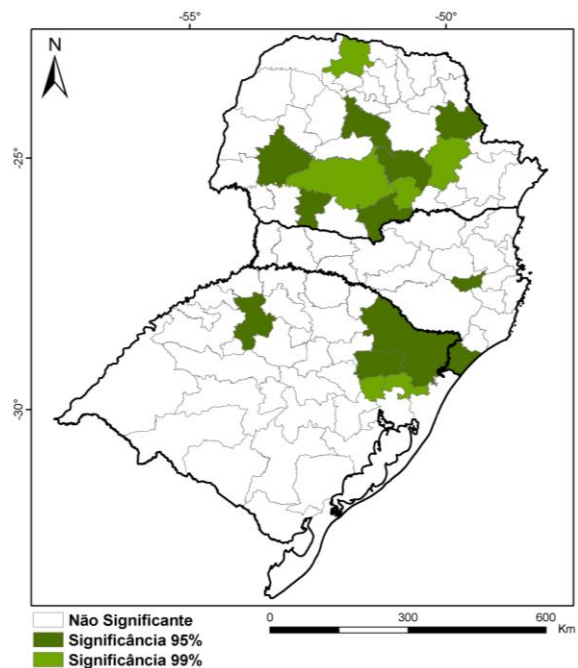 -55°
-50°
N
-25°
-30°
Não Significante
Significância 95%
Significância 99%
0
300
600
Km